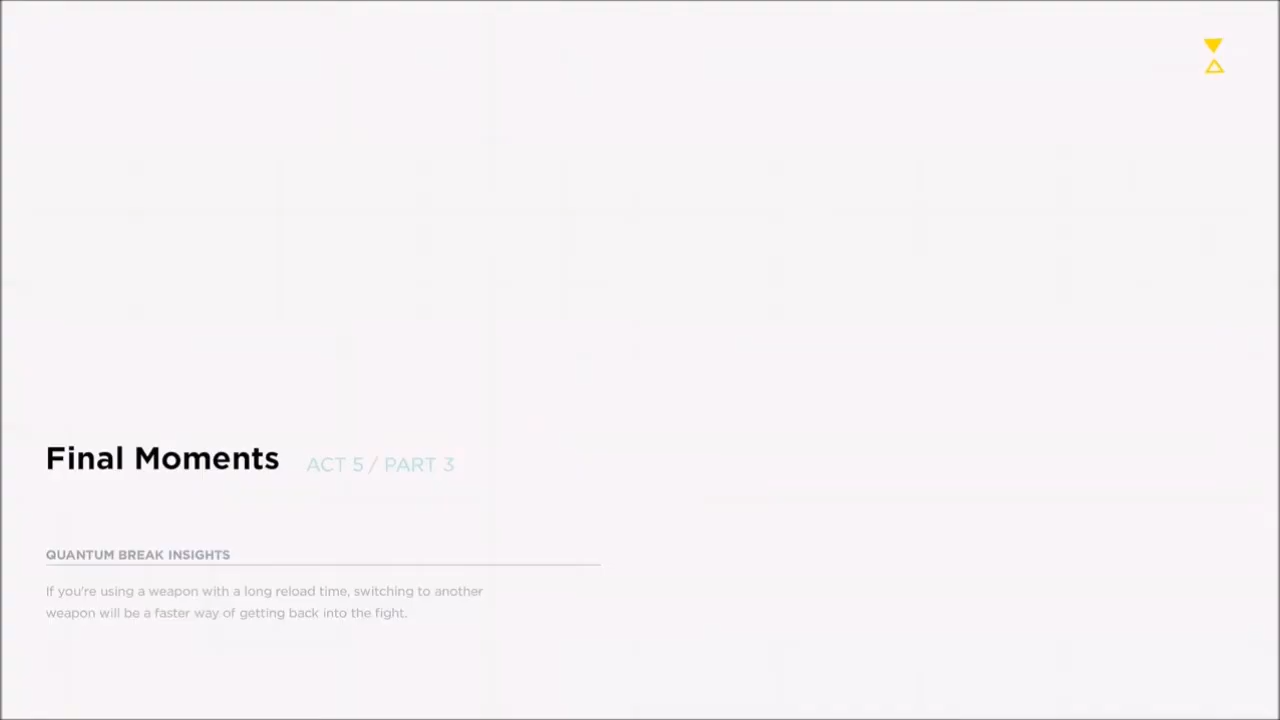 Final Moments ACT 5 / PART 3
QUANTUM BREAK INSIGHTS
If you're using a weapon with a long reload time, switching to another
weapon will be a faster way of getting back into the fight.